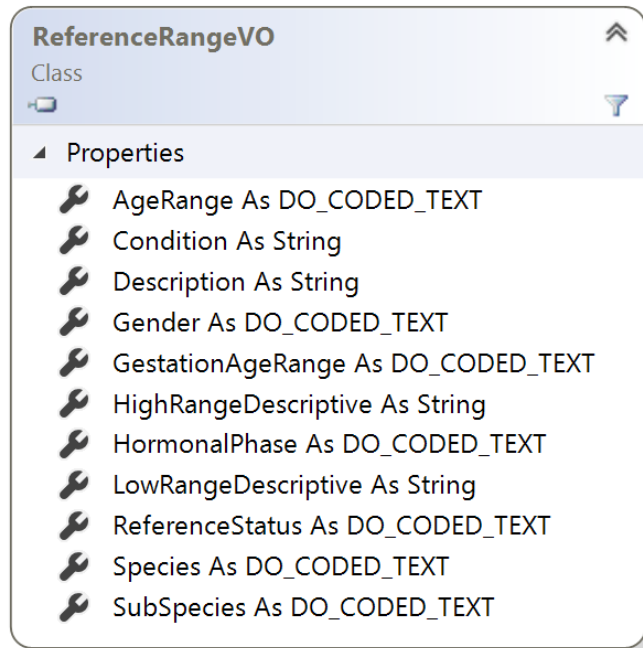 ReferenceRangeVO
Class
Properties
AgeRange As DO_CODED_TEXT
Condition As String
Description As String
Gender As DO_CODED_TEXT
GestationAgeRange As DO_CODED_TEXT
HighRangeDescriptive As String
HormonalPhase As DO_CODED_TEXT
LowRangeDescriptive As String
ReferenceStatus As DO_CODED_TEXT
Species As DO_CODED_TEXT
SubSpecies As DO_CODED_TEXT